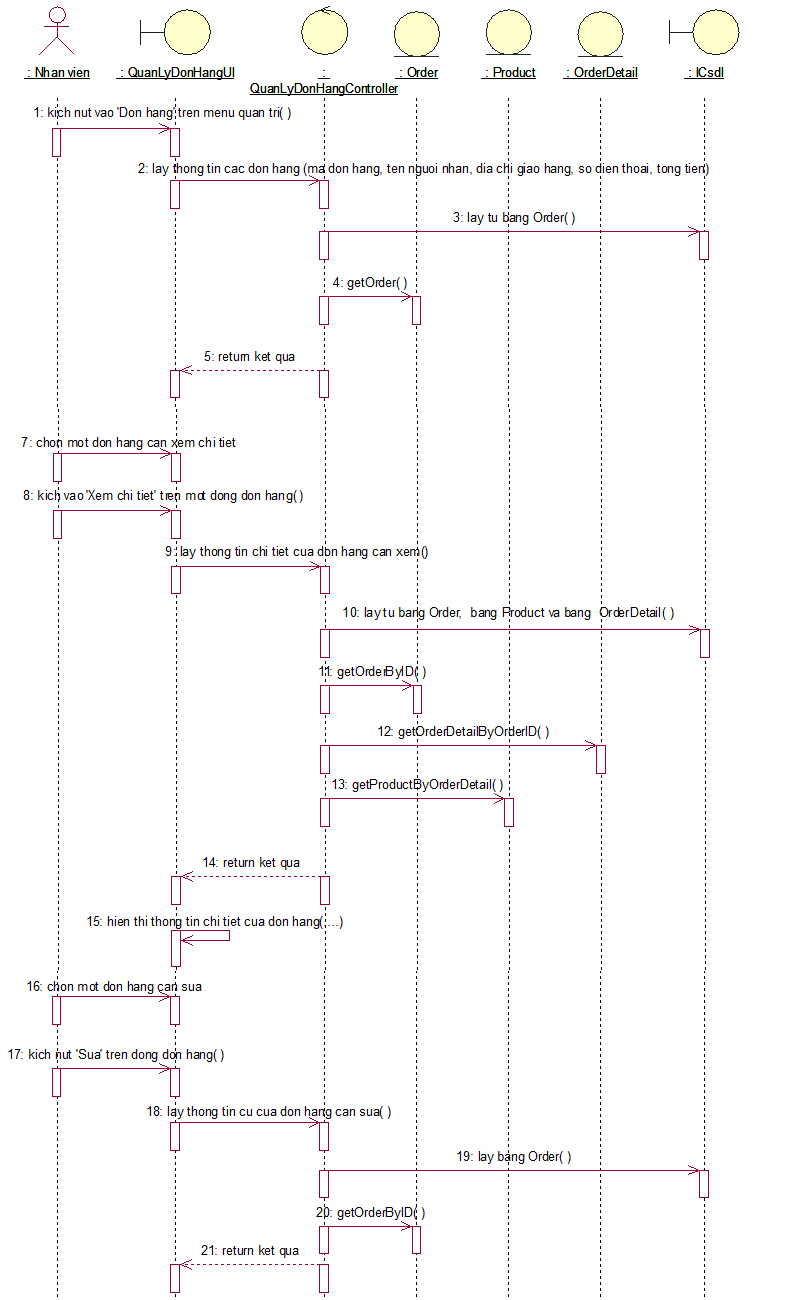 : Nhan vien
: QuanLyDonHangUI
:
QuanLyDonHangController
: Order
: Product
: OrderDetail
: ICsdl
1: kich nut vao 'Don hang' tren menu quan tri( )
2: lay thong tin cac don hang (ma don hang, ten nguoi nhan, dia chi giao hang, so dien thoai, tong tien)
3: lay tu bang Order( )
4: getOrder( )
5: return ket qua
7: chon mot don hang can xem chi tiet
8: kich vao 'Xem chi tiet' tren mot dong don hang( )
9: lay thong tin chi tiet cua don hang can xem()
10: lay tu bang Order, bang Product va bang OrderDetail( )
11: getOrderByID( )
12: getOrderDetailByOrderID( )
13: getProductByOrderDetail( )
14: return ket qua
15: hien thi thong tin chi tiet cua don hang(....)
16: chon mot don hang can sua
17: kich nut 'Sua' tren dong don hang( )
18: lay thong tin cu cua don hang can sua( )
19: lay bang Order( )
20: getOrderByID( )
21: return ket qua